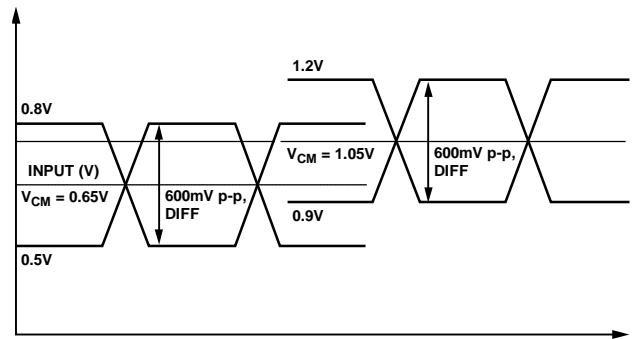 1.2V
0.8V
V_CM = 1.05V
600mV p-p,
DIFF
INPUT (V)
V_CM = 0.65V
600mV p-p,
DIFF
0.9V
0.5V